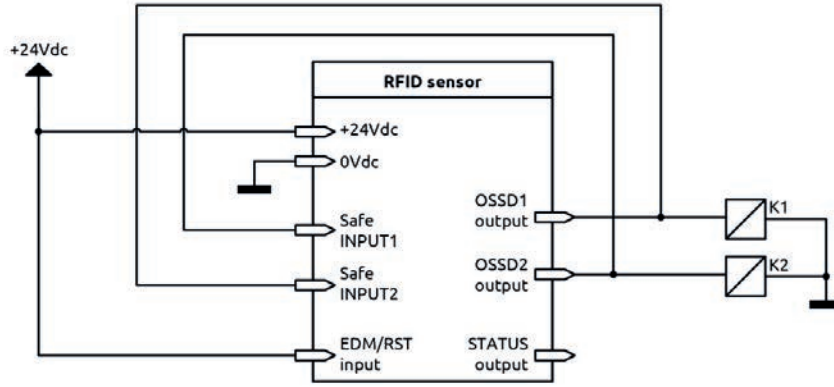 +24Vdc
RFID sensor
+24Vdc
0Vdc
Safe
INPUT1
Safe
INPUT2
EDM/RST
input
OSSD1
output
OSSD2
output
STATUS
output
K1
K2